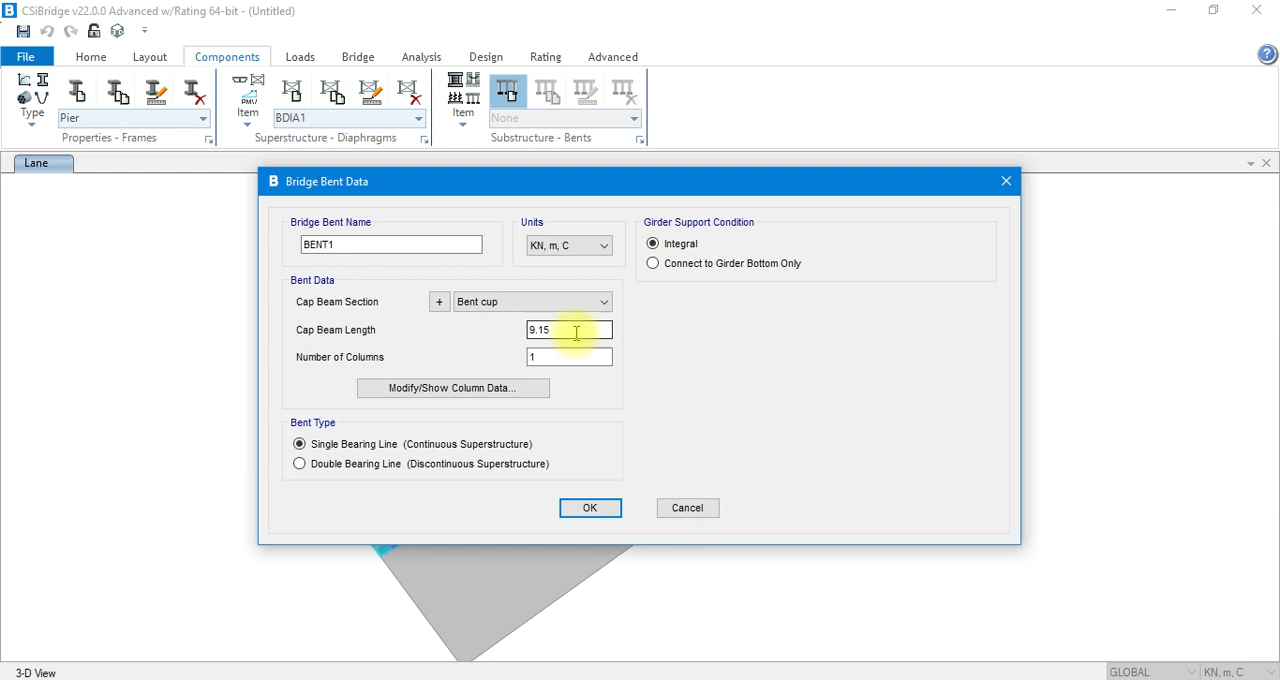 B CSiBridge v22.0.0 Advanced w/Rating 64-bit - (Untitled)
File Home Layout Components Loads Bridge Analysis Design Rating Advanced
Type Pier Item BDIA1 Item None
PMV
Properties - Frames Superstructure - Diaphragms Substructure - Bents
Lane
B Bridge Bent Data
Bridge Bent Name Units Girder Support Condition
BENT1 KN, m, C Integral
Connect to Girder Bottom Only
Bent Data
Cap Beam Section + Bent cup
Cap Beam Length 9.15
Number of Columns 1
Modify/Show Column Data...
Bent Type
Single Bearing Line (Continuous Superstructure)
Double Bearing Line (Discontinuous Superstructure)
OK Cancel
3-D View GLOBAL KN, m, C